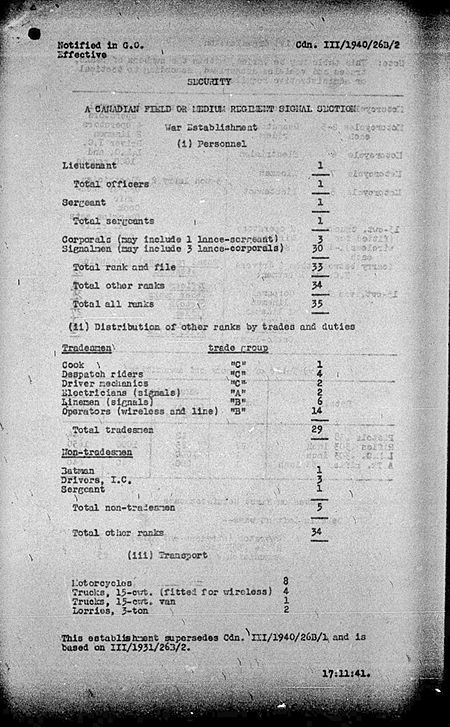 Notified in G.O.
Cdn. III/1940/26B/2
Effective
SECURITY
A CANADIAN FIELD OR MEDIUM REGIMENT SIGNAL SECTION
War Establishment
(i) Personnel
Lieutenant 1
Total officers 1
Sergeant 1
Total sergeants 1
Corporals (may include 1 lance-sergeant) 3
Signalmen (may include 3 lance-corporals) 30
Total rank and file 33
Total other ranks 34
Total all ranks 35
(ii) Distribution of other ranks by trades and duties
Tradesmen trade group
Cook "C" 1
Despatch riders "C" 4
Driver mechanics "C" 2
Electricians (signals) "A" 2
Linemen (signals) "B" 6
Operators (wireless and line) "B" 14
Total tradesmen 29
Non-tradesmen
Batman 1
Drivers, I.C. 3
Sergeant 1
Total non-tradesmen 5
Total other ranks 34
(iii) Transport
Motorcycles 8
Trucks, 15-cwt. (fitted for wireless) 4
Trucks, 15-cwt. van 1
Lorries, 3-ton 2
This establishment supersedes Cdn. III/1940/26B/1 and is
based on III/1931/26B/2.
17:11:41.